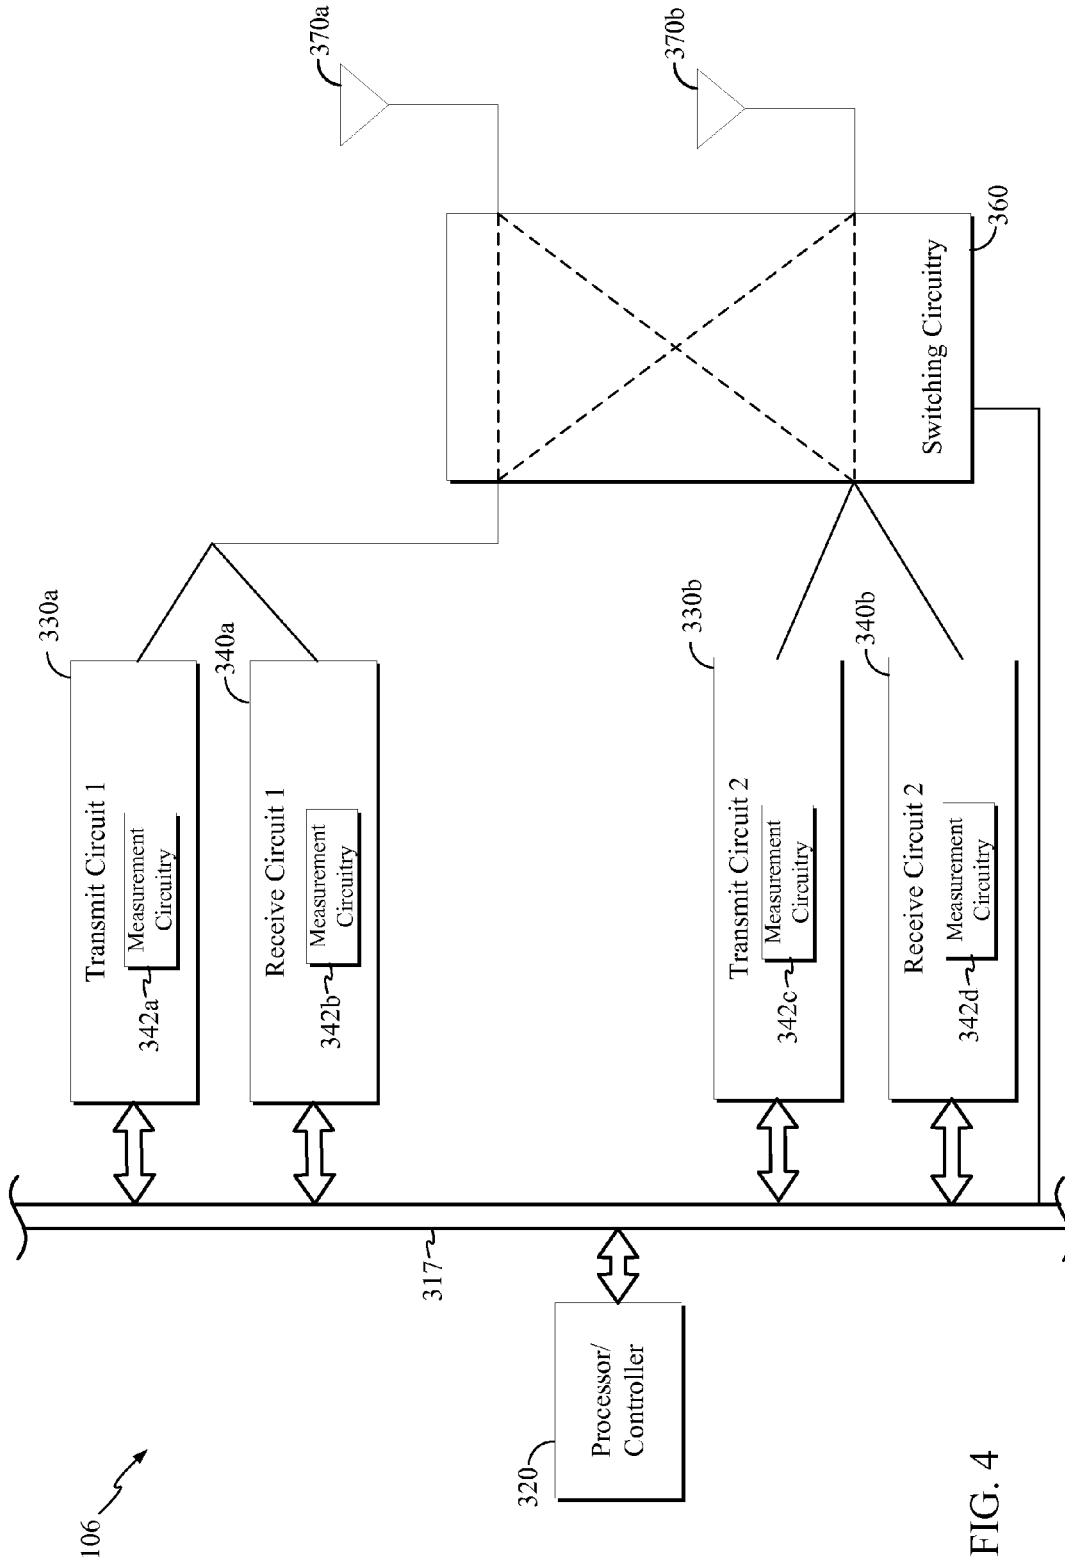 106
320
Processor/
Controller
317
330a
Transmit Circuit 1
Measurement
Circuitry
342a
340a
Receive Circuit 1
Measurement
Circuitry
342b
330b
Transmit Circuit 2
Measurement
Circuitry
342c
340b
Receive Circuit 2
Measurement
Circuitry
342d
Switching Circuitry
360
370a
370b
FIG. 4